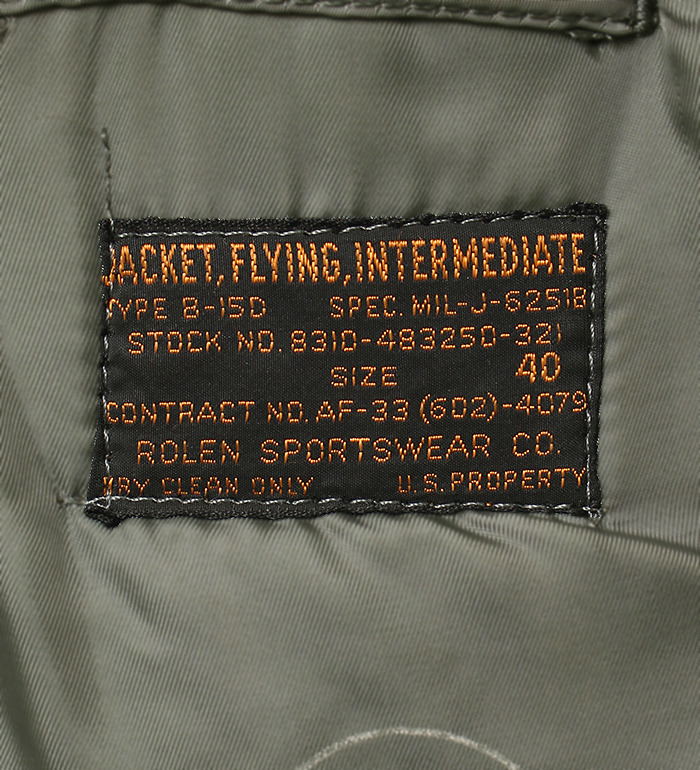 JACKET, FLYING, INTERMEDIATE
TYPE B-15D SPEC. MIL-J-6251B
STOCK NO. 8310-483250-321
SIZE 40
CONTRACT NO. AF-33 (602)-4079
ROLEN SPORTSWEAR CO.
DRY CLEAN ONLY U.S. PROPERTY